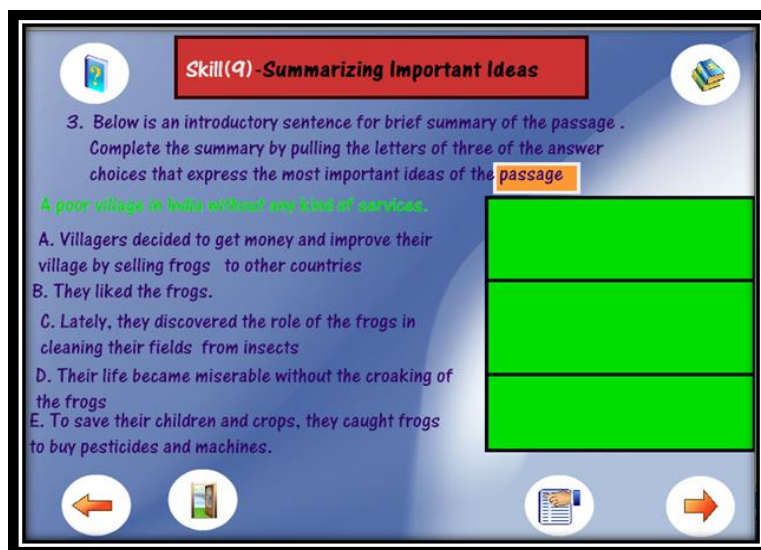 Skill(9)-Summarizing Important Ideas
3. Below is an introductory sentence for brief summary of the passage .
Complete the summary by pulling the letters of three of the answer
choices that express the most important ideas of the passage
A poor village in India without any kind of services.
A. Villagers decided to get money and improve their
village by selling frogs to other countries
B. They liked the frogs.
C. Lately, they discovered the role of the frogs in
cleaning their fields from insects
D. Their life became miserable without the croaking of
the frogs
E. To save their children and crops, they caught frogs
to buy pesticides and machines.